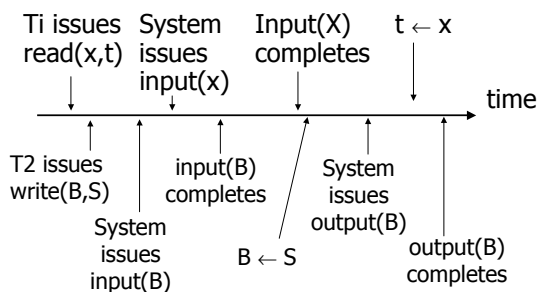 Ti issues
read(x,t)
System
issues
input(x)
Input(X)
completes
t ← x
time
T2 issues
write(B,S)
System
issues
input(B)
input(B)
completes
B ← S
System
issues
output(B)
output(B)
completes